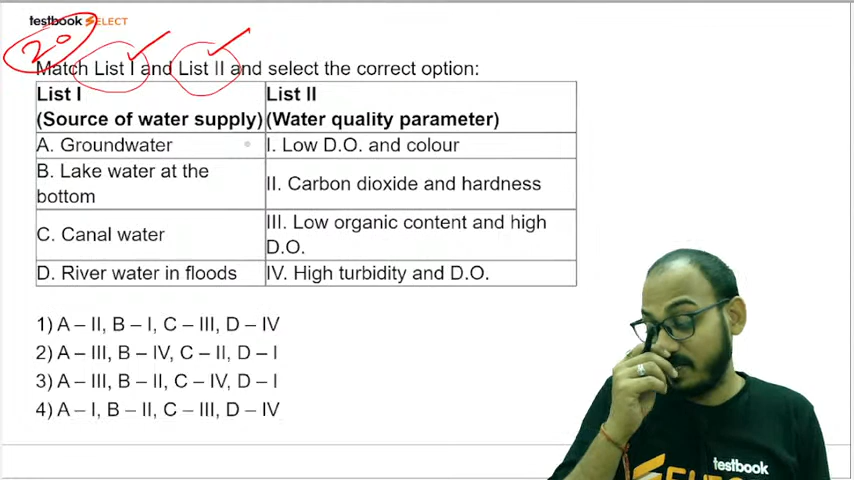 testbook SELECT
20
Match List I and List II and select the correct option:
List I
(Source of water supply)
List II
(Water quality parameter)
A. Groundwater
I. Low D.O. and colour
B. Lake water at the
bottom
II. Carbon dioxide and hardness
C. Canal water
III. Low organic content and high
D.O.
D. River water in floods
IV. High turbidity and D.O.
1) A – II, B – I, C – III, D – IV
2) A – III, B – IV, C – II, D – I
3) A – III, B – II, C – IV, D – I
4) A – I, B – II, C – III, D – IV
testbook
SELECT